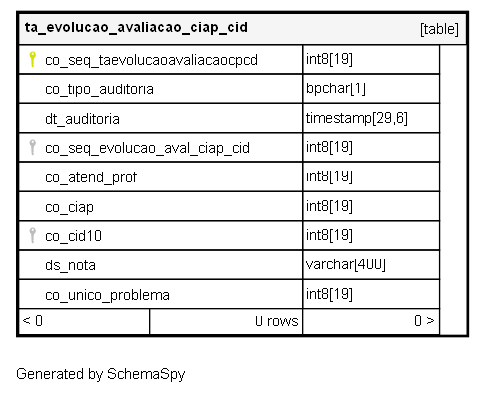 ta_evolucao_avaliacao_ciap_cid [table]
co_seq_taevolucaoavaliacaocpcd int8[19]
co_tipo_auditoria bpchar[1]
dt_auditoria timestamp[29,6]
co_seq_evolucao_aval_ciap_cid int8[19]
co_atend_prof int8[19]
co_ciap int8[19]
co_cid10 int8[19]
ds_nota varchar[400]
co_unico_problema int8[19]
< 0 0 rows 0 >
Generated by SchemaSpy